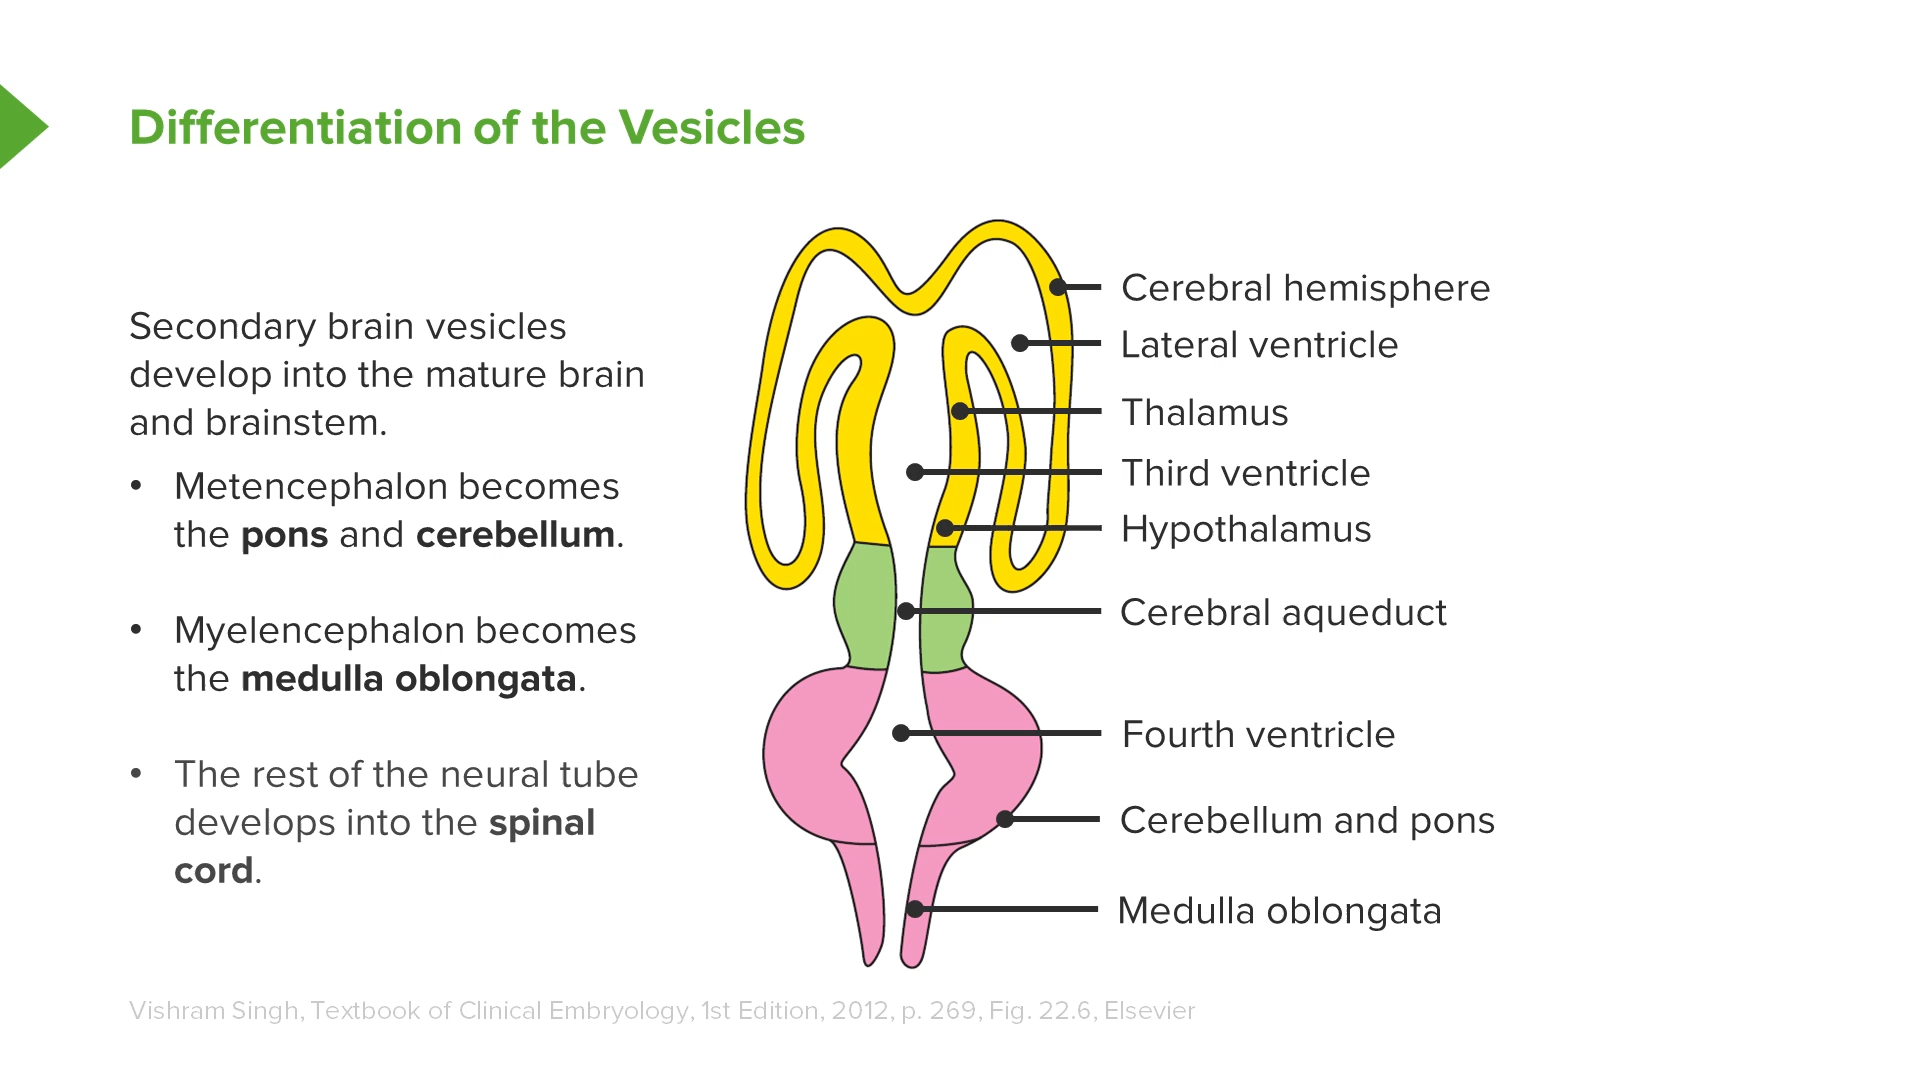 Differentiation of the Vesicles
Secondary brain vesicles
develop into the mature brain
and brainstem.
• Metencephalon becomes
the pons and cerebellum.
• Myelencephalon becomes
the medulla oblongata.
• The rest of the neural tube
develops into the spinal
cord.
Cerebral hemisphere
Lateral ventricle
Thalamus
Third ventricle
Hypothalamus
Cerebral aqueduct
Fourth ventricle
Cerebellum and pons
Medulla oblongata
Vishram Singh, Textbook of Clinical Embryology, 1st Edition, 2012, p. 269, Fig. 22.6, Elsevier